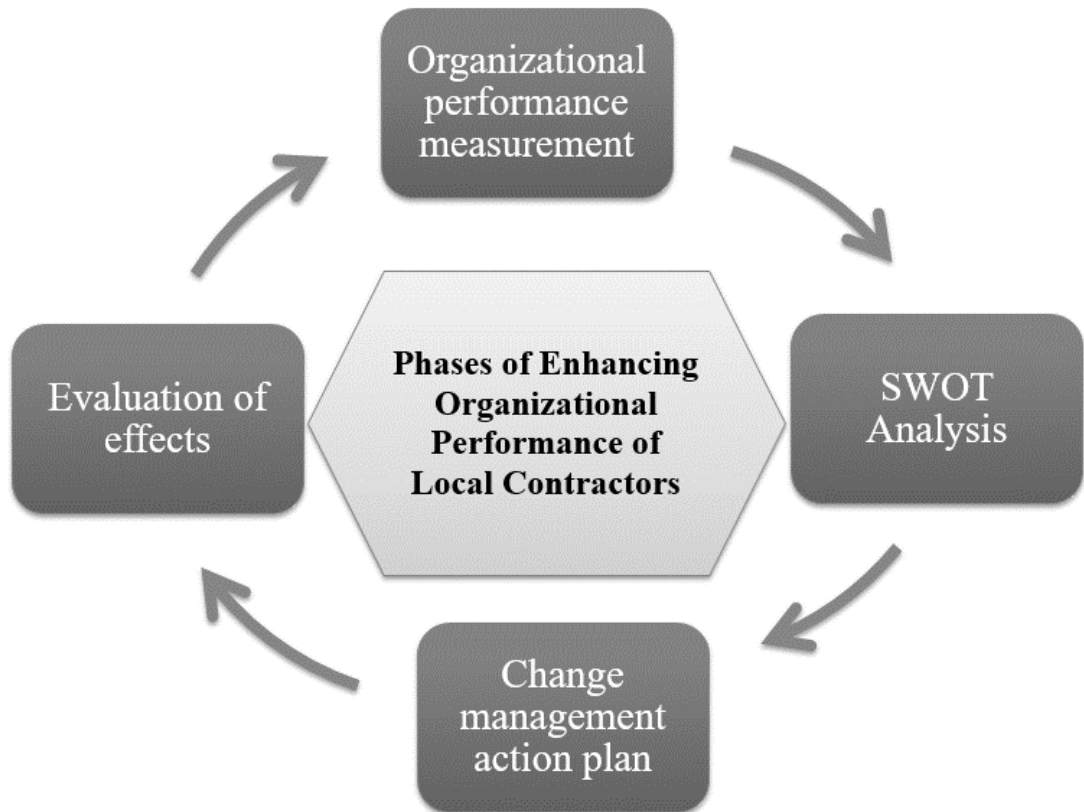 Organizational
performance
measurement
SWOT
Analysis
Change
management
action plan
Evaluation of
effects
Phases of Enhancing
Organizational
Performance of
Local Contractors